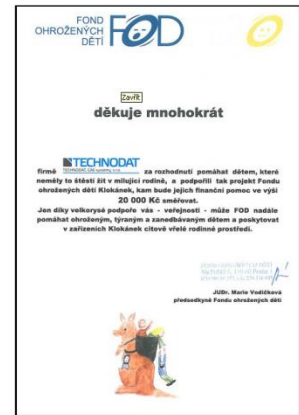 FOND
OHROŽENÝCH
DĚTÍ
FOD
Zavřít
děkuje mnohokrát
firmě TECHNODAT za rozhodnutí pomáhat dětem, které
TECHNODAT CAE-systémy, s.r.o.
neměly to štěstí žít v milující rodině, a podpořili tak projekt Fondu
ohrožených dětí Klokánek, kam bude jejich finanční pomoc ve výši
20 000 Kč směřovat.
Jen díky velkorysé podpoře vás - veřejnosti - může FOD nadále
pomáhat ohroženým, týraným a zanedbávaným dětem a poskytovat
v zařízeních Klokánek citově vřelé rodinné prostředí.
JUDr. Marie Vodičková
předsedkyně Fondu ohrožených dětí